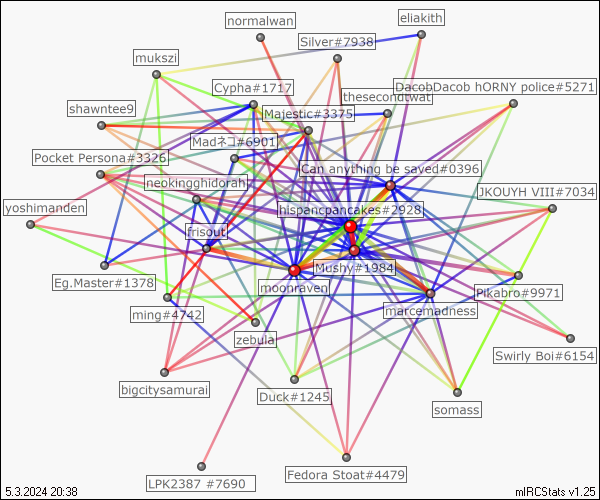 normalwan
eliakith
Silver#7938
mukszi
Cypha#1717
DacobDacob hORNY police#5271
thesecondtwat
shawntee9
Majestic#3375
Madネコ#6901
Pocket Persona#3326
Can anything be saved#0396
neokingghidorah
JKOUYH VIII#7034
yoshimanden
hispancpancakes#2928
frisout
Mushy#1984
Eg.Master#1378
moonraven
Pikabro#9971
ming#4742
marcemadness
zebula
Swirly Boi#6154
bigcitysamurai
Duck#1245
somass
Fedora Stoat#4479
LPK2387 #7690
5.3.2024 20:38
mIRCStats v1.25